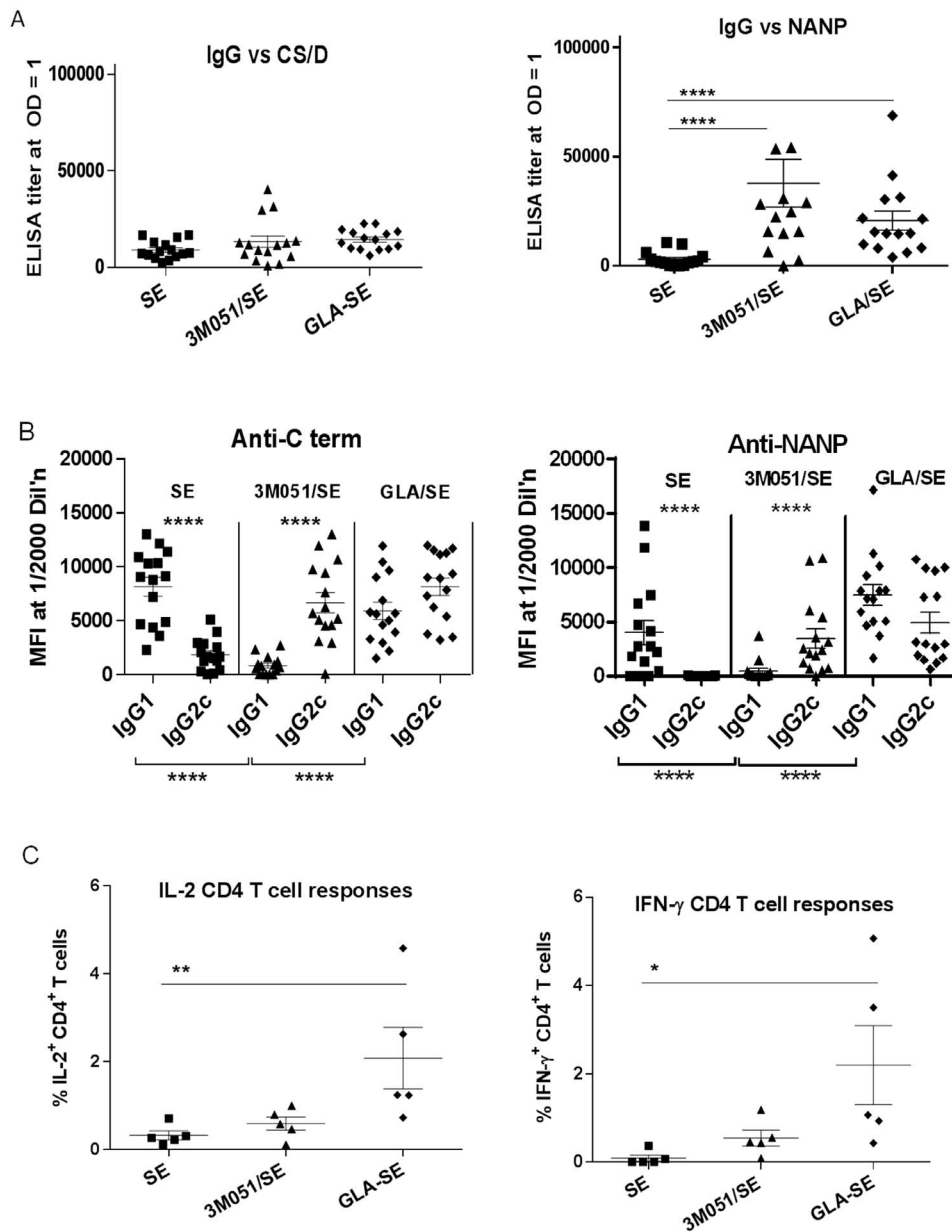 A
IgG vs CS/D
ELISA titer at OD = 1
100000
50000
0
SE
3M051/SE
GLA-SE
IgG vs NANP
ELISA titer at OD = 1
100000
50000
0
****
****
SE
3M051/SE
GLA/SE
B
Anti-C term
MFI at 1/2000 Dil'n
20000
15000
10000
5000
0
SE
3M051/SE
GLA/SE
****
****
IgG1
IgG2c
IgG1
IgG2c
IgG1
IgG2c
****
****
Anti-NANP
MFI at 1/2000 Dil'n
20000
15000
10000
5000
0
SE
3M051/SE
GLA/SE
****
****
IgG1
IgG2c
IgG1
IgG2c
IgG1
IgG2c
****
****
C
IL-2 CD4 T cell responses
% IL-2+ CD4+ T cells
6
4
2
0
**
SE
3M051/SE
GLA-SE
IFN-γ CD4 T cell responses
% IFN-γ+ CD4+ T cells
6
4
2
0
*
SE
3M051/SE
GLA-SE